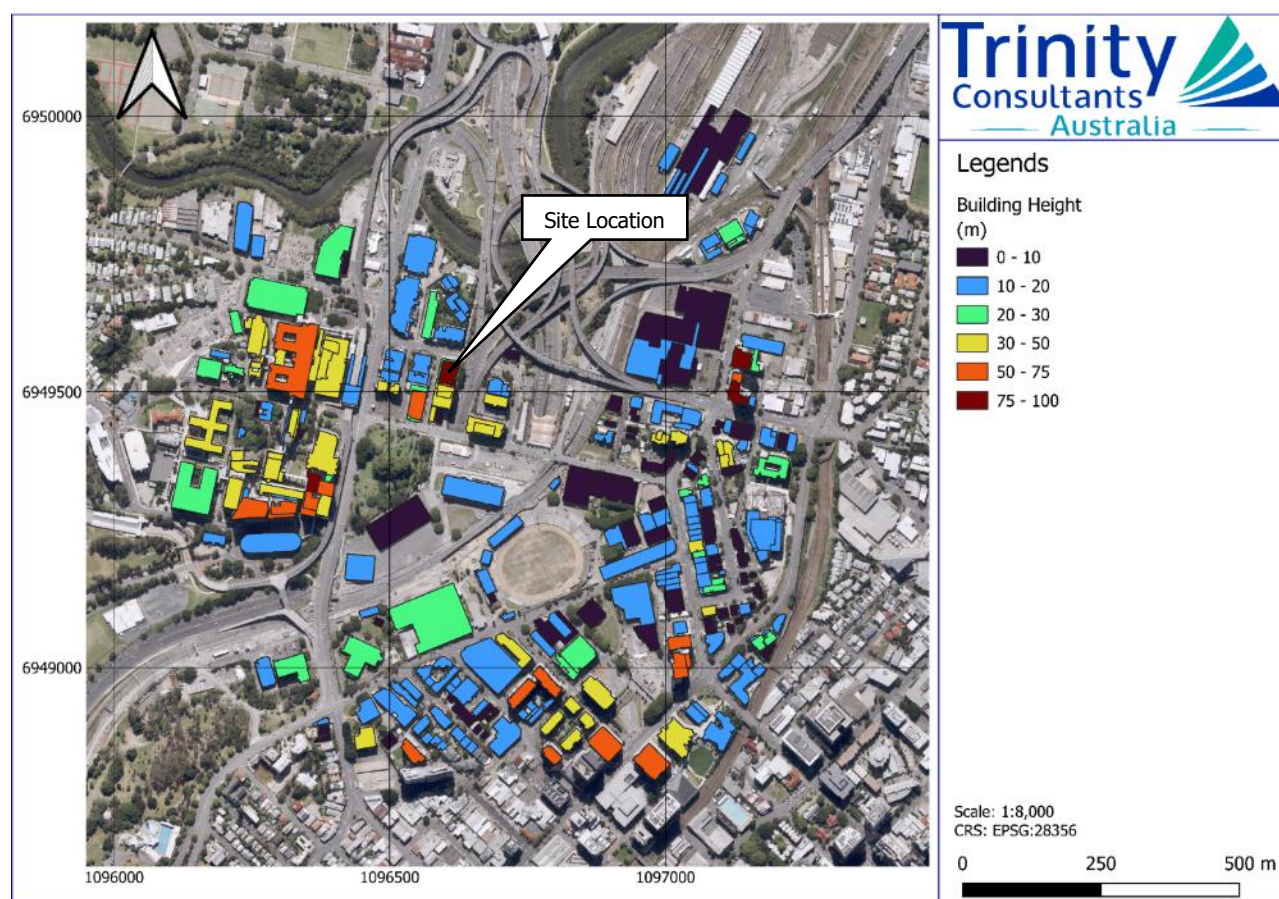 Trinity
Consultants
Australia
Legends
Building Height
(m)
0 - 10
10 - 20
20 - 30
30 - 50
50 - 75
75 - 100
Site Location
6950000
6949500
6949000
1096000
1096500
1097000
Scale: 1:8,000
CRS: EPSG:28356
0
250
500 m